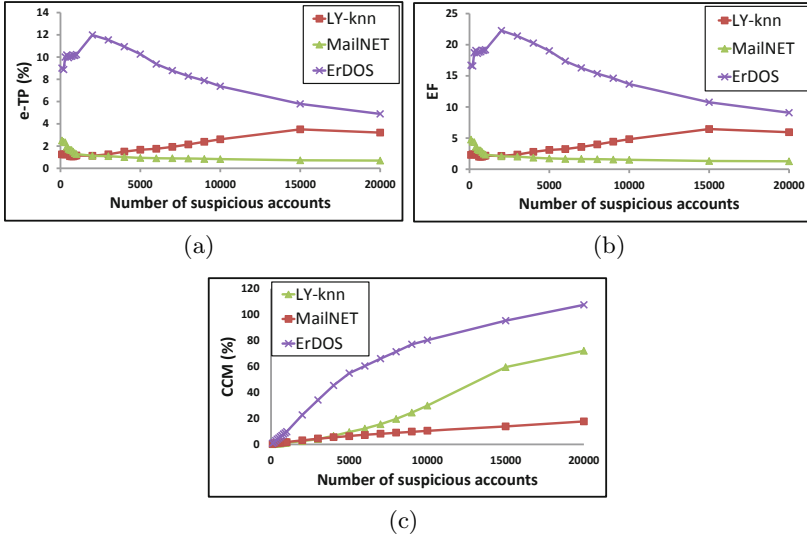 LY-knn
MailNET
ErDOS
e-TP (%)
14
12
10
8
6
4
2
0
0 5000 10000 15000 20000
Number of suspicious accounts
(a)
LY-knn
MailNET
ErDOS
EF
25
20
15
10
5
0
0 5000 10000 15000 20000
Number of suspicious accounts
(b)
LY-knn
MailNET
ErDOS
CCM (%)
120
100
80
60
40
20
0
0 5000 10000 15000 20000
Number of suspicious accounts
(c)